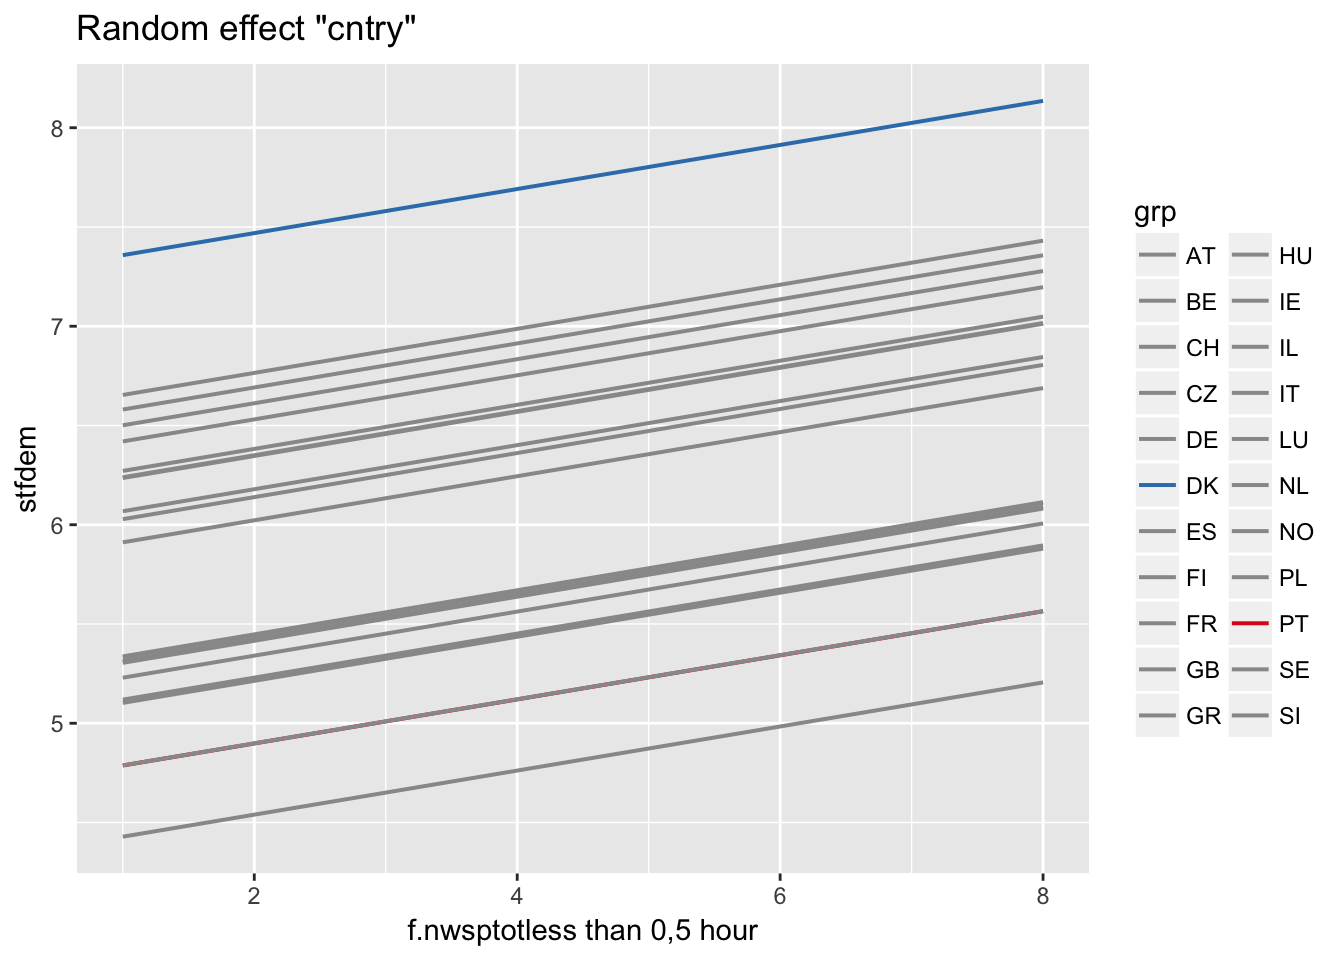 Random effect "cntry"
8
7
6
5
stfdem
2 4 6 8
f.nwsptotless than 0,5 hour
grp
AT HU
BE IE
CH IL
CZ IT
DE LU
DK NL
ES NO
FI PL
FR PT
GB SE
GR SI